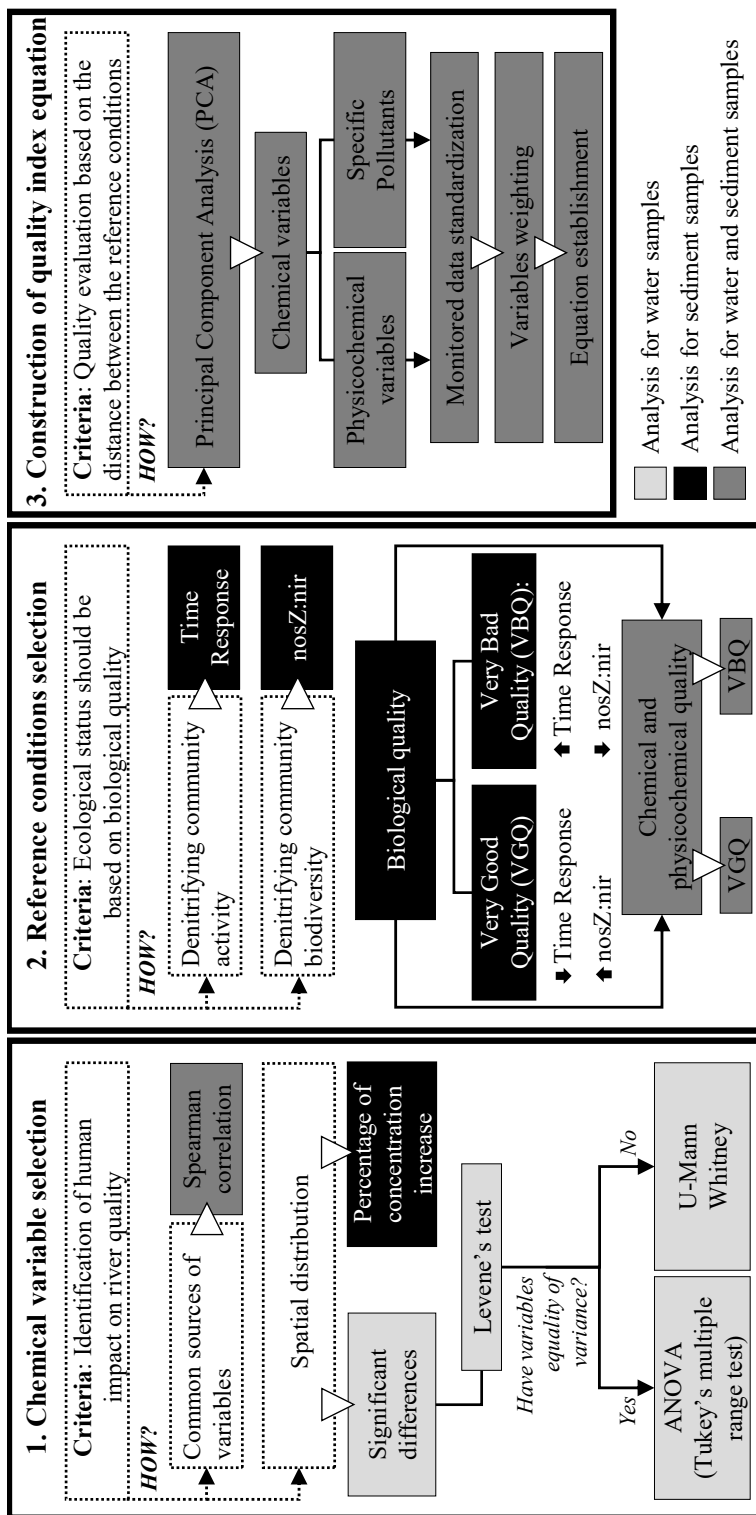 1. Chemical variable selection
Criteria: Identification of human
impact on river quality
HOW?
Common sources of
variables
Spearman
correlation
Spatial distribution
Significant
differences
Percentage of
concentration
increase
Levene’s test
Have variables
equality of
variance?
Yes
No
ANOVA
(Tukey’s multiple
range test)
U-Mann
Whitney
2. Reference conditions selection
Criteria: Ecological status should be
based on biological quality
HOW?
Denitrifying community
activity
Time
Response
Denitrifying community
biodiversity
nosZ:nir
Biological quality
Very Good
Quality (VGQ)
Very Bad
Quality (VBQ):
🡇 Time Response
🡅 nosZ:nir
🡅 Time Response
🡇 nosZ:nir
Chemical and
physicochemical quality
VGQ
VBQ
3. Construction of quality index equation
Criteria: Quality evaluation based on the
distance between the reference conditions
HOW?
Principal Component Analysis (PCA)
Chemical variables
Physicochemical
variables
Specific
Pollutants
Monitored data standardization
Variables weighting
Equation establishment
Analysis for water samples
Analysis for sediment samples
Analysis for water and sediment samples